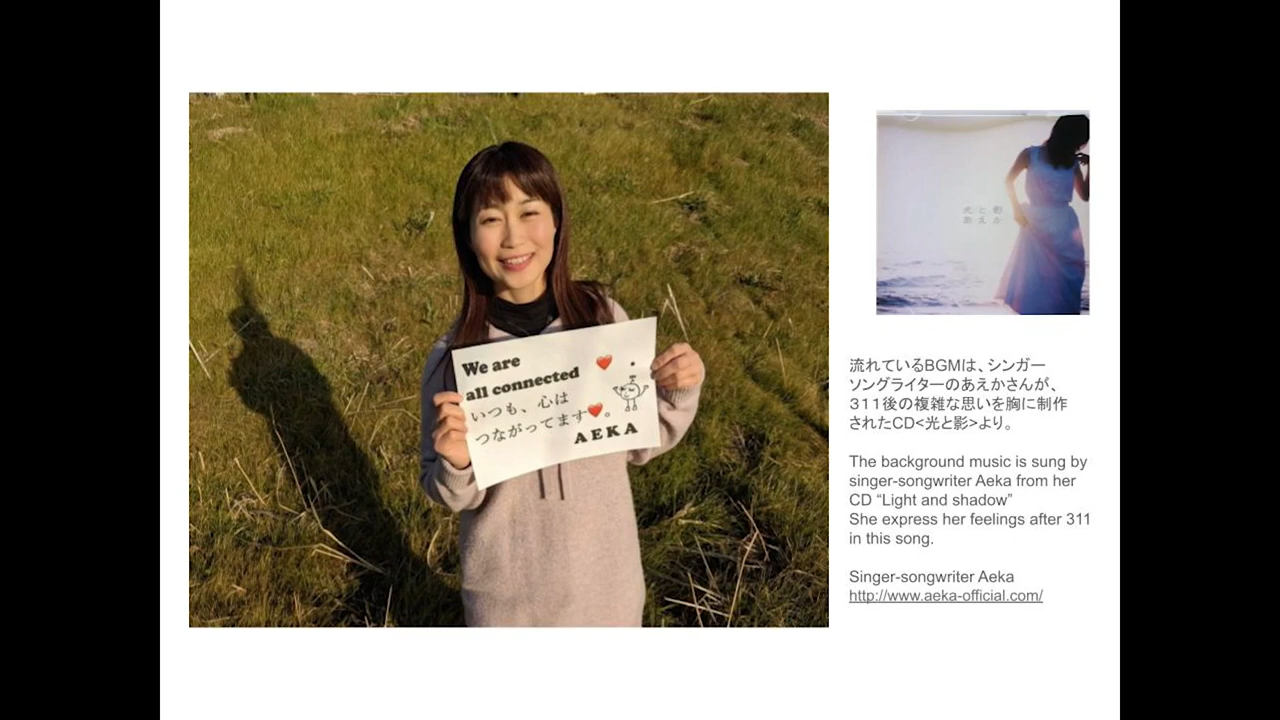 We are
all connected
いつも、心は
つながってます❤。
AEKA
光と影
あえか
流れているBGMは、シンガー
ソングライターのあえかさんが、
３１１後の複雑な思いを胸に制作
されたCD<光と影>より。
The background music is sung by
singer-songwriter Aeka from her
CD “Light and shadow”
She express her feelings after 311
in this song.
Singer-songwriter Aeka
http://www.aeka-official.com/